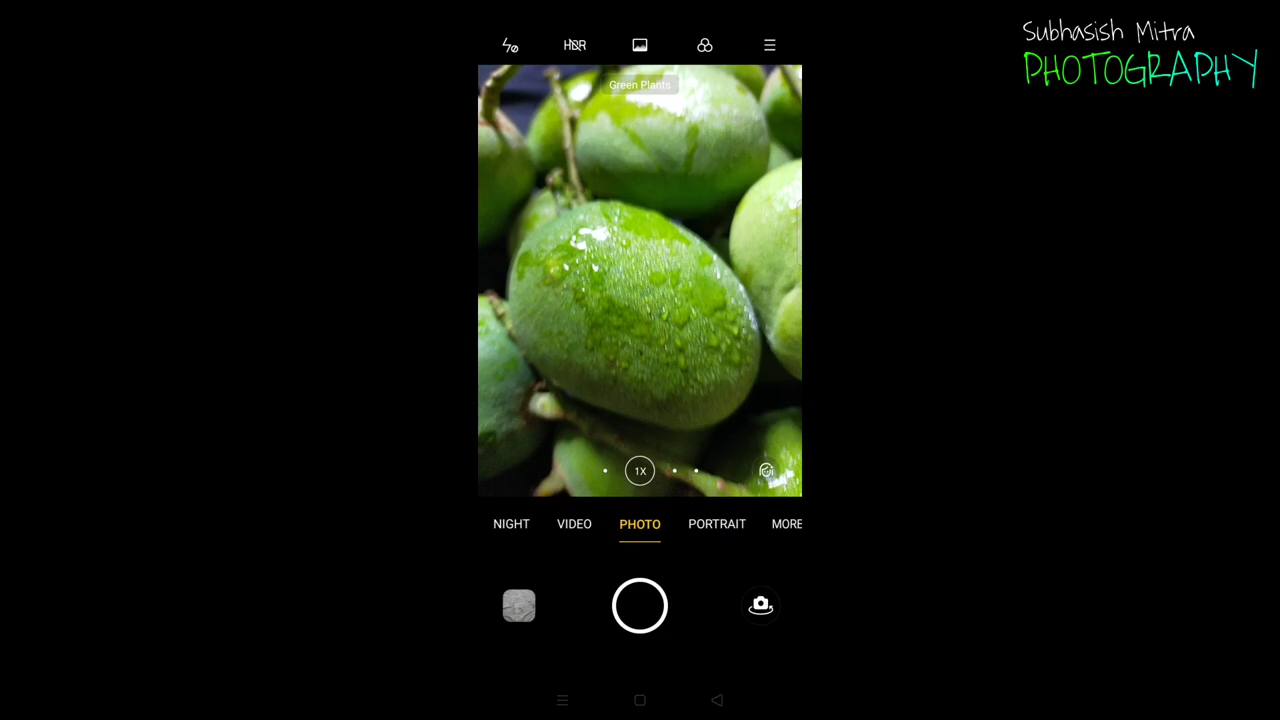 Subhasish Mitra
PHOTOGRAPHY
HDR
Green Plants
1X
NIGHT VIDEO PHOTO PORTRAIT MORE